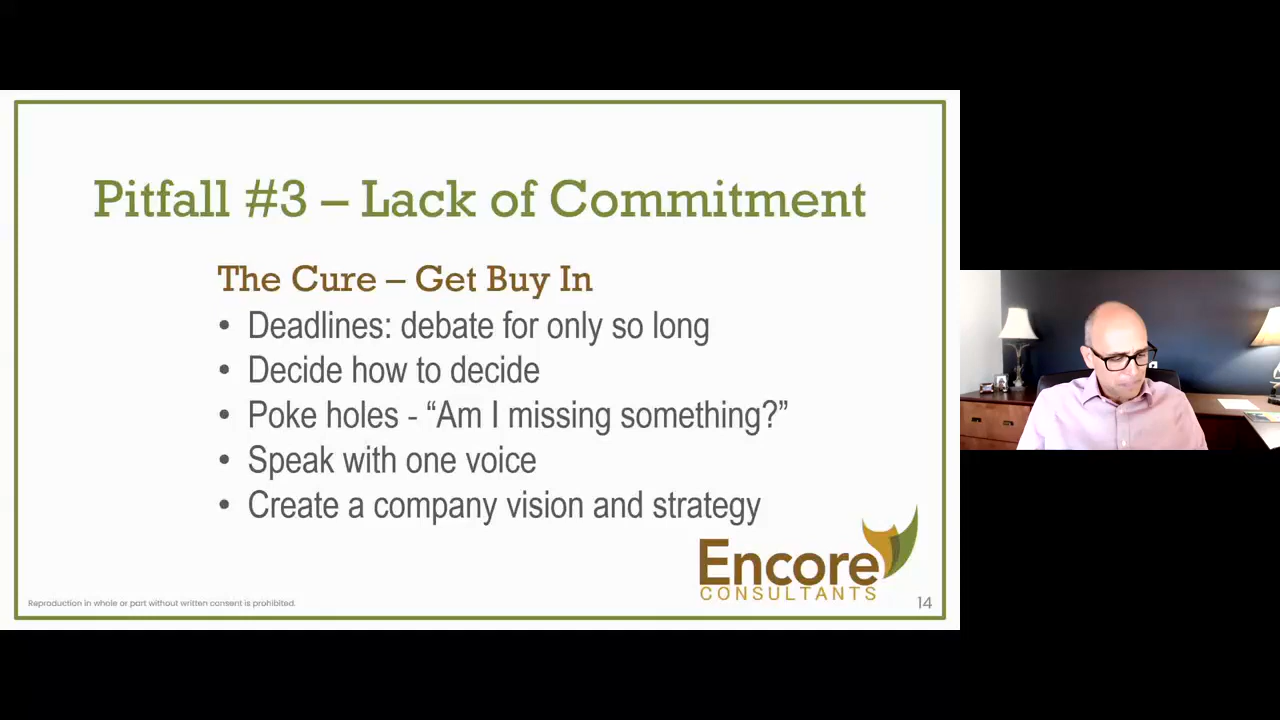 Pitfall #3 – Lack of Commitment
The Cure – Get Buy In
• Deadlines: debate for only so long
• Decide how to decide
• Poke holes - “Am I missing something?”
• Speak with one voice
• Create a company vision and strategy
Encore
CONSULTANTS
Reproduction in whole or part without written consent is prohibited.
14